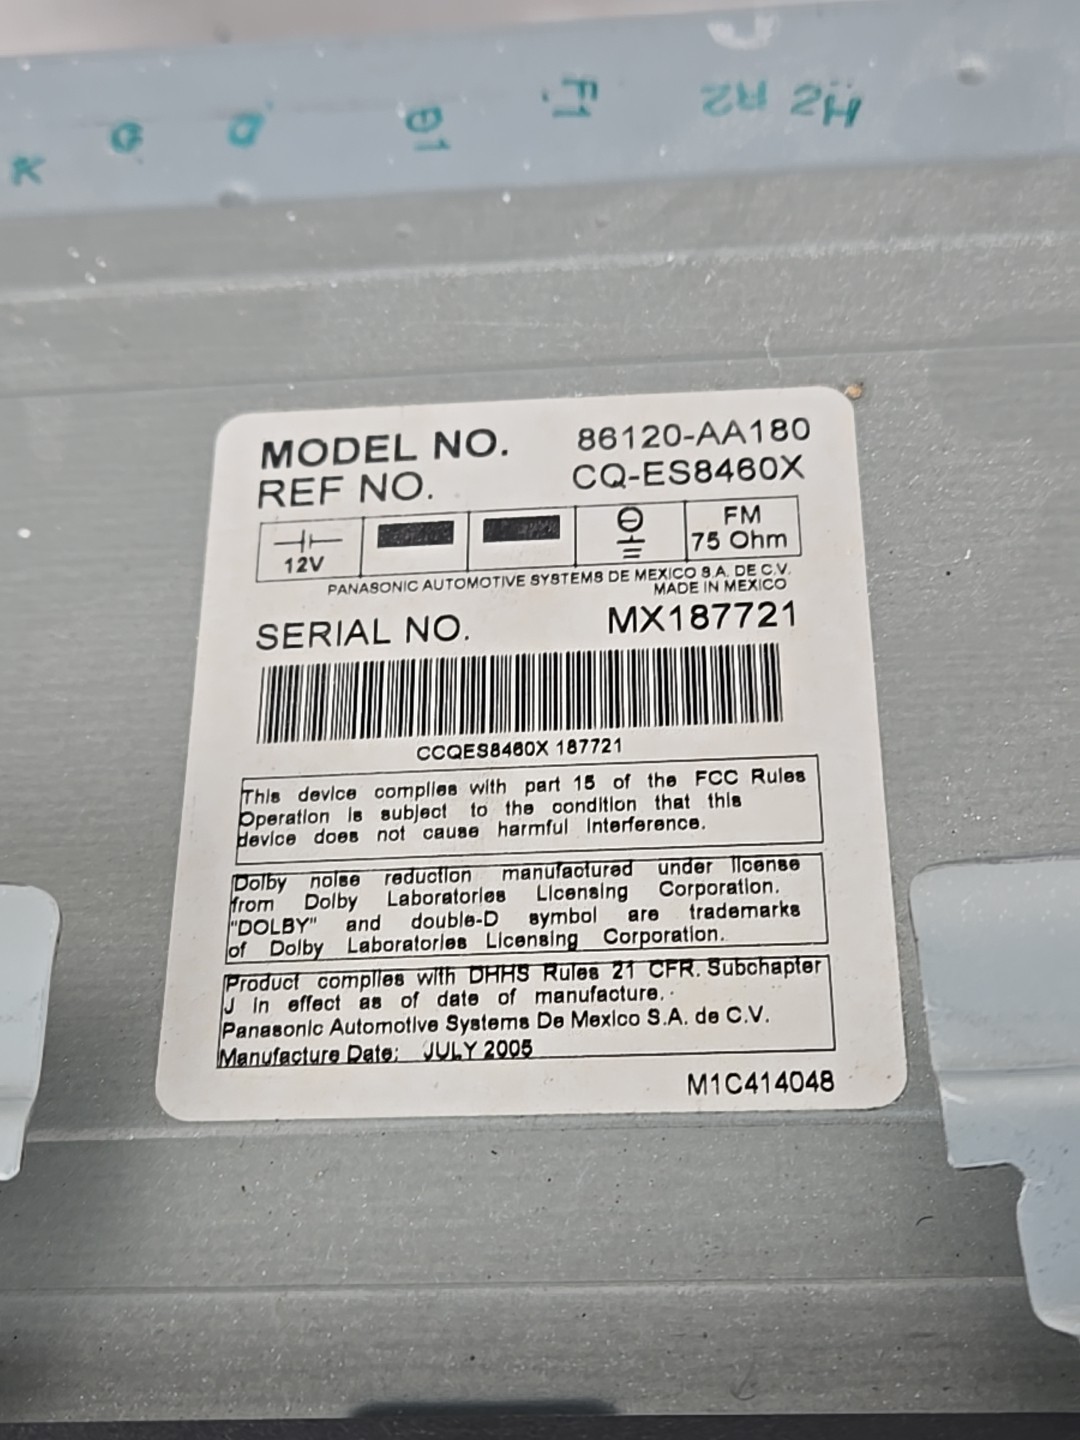 K G D B1 F1 R2 HS
MODEL NO. 86120-AA180
REF NO. CQ-ES8460X
12V
FM
75 Ohm
PANASONIC AUTOMOTIVE SYSTEMS DE MEXICO S.A. DE C.V.
MADE IN MEXICO
SERIAL NO. MX187721
CCQES8460X 187721
This device complies with part 15 of the FCC Rules
Operation is subject to the condition that this
device does not cause harmful interference.
Dolby noise reduction manufactured under license
from Dolby Laboratories Licensing Corporation.
"DOLBY" and double-D symbol are trademarks
of Dolby Laboratories Licensing Corporation.
Product complies with DHHS Rules 21 CFR. Subchapter
J in effect as of date of manufacture.
Panasonic Automotive Systems De Mexico S.A. de C.V.
Manufacture Date: JULY 2005
M1C414048